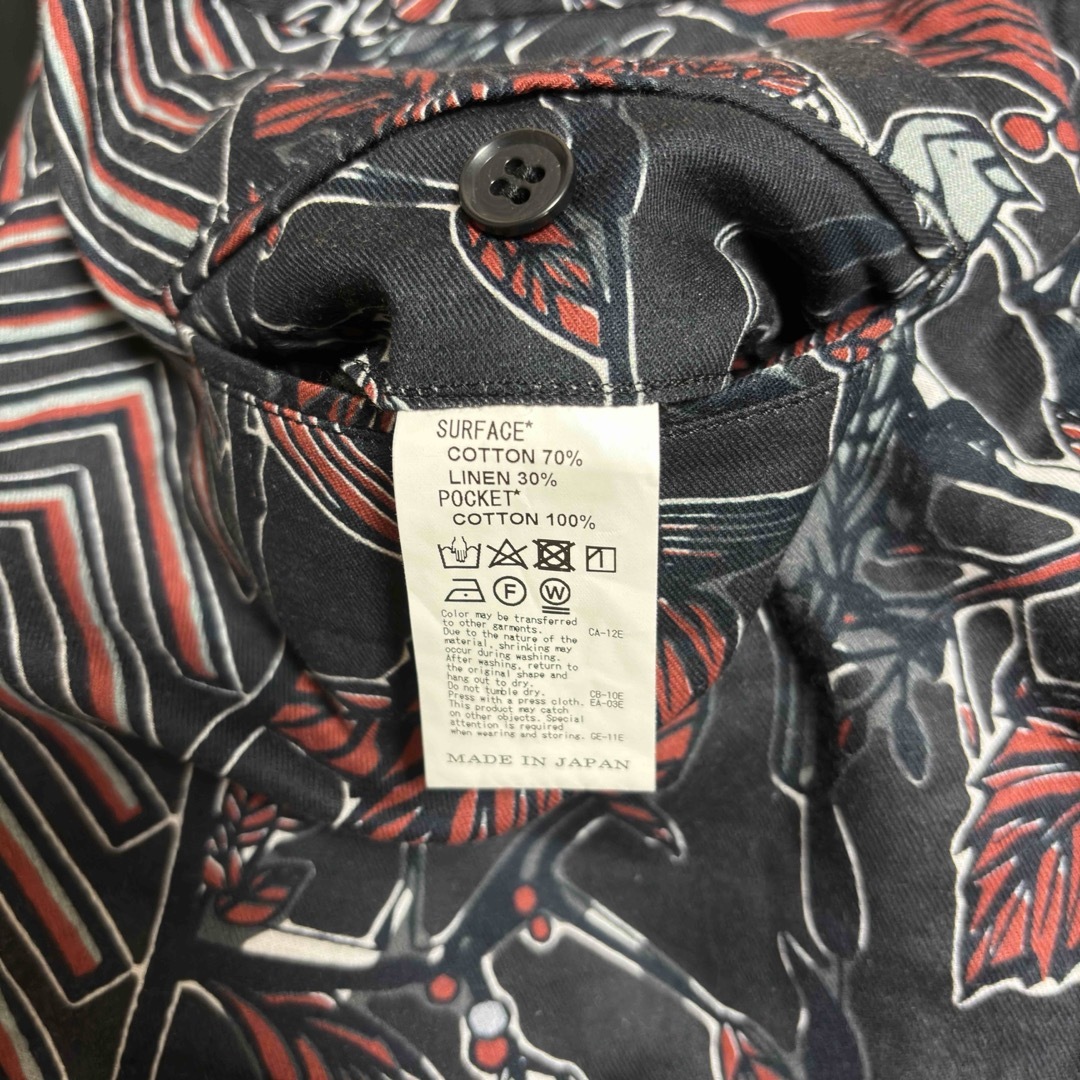 SURFACE*
COTTON 70%
LINEN 30%
POCKET*
COTTON 100%
F W
Color may be transferred
to other garments. CA-12E
Due to the nature of the
material, shrinking may
occur during washing.
After washing, return to
the original shape and
hang out to dry.
Do not tumble dry. CB-10E
Press with a press cloth. EA-03E
This product may catch
on other objects. Special
attention is required
when wearing and storing. GE-11E
MADE IN JAPAN